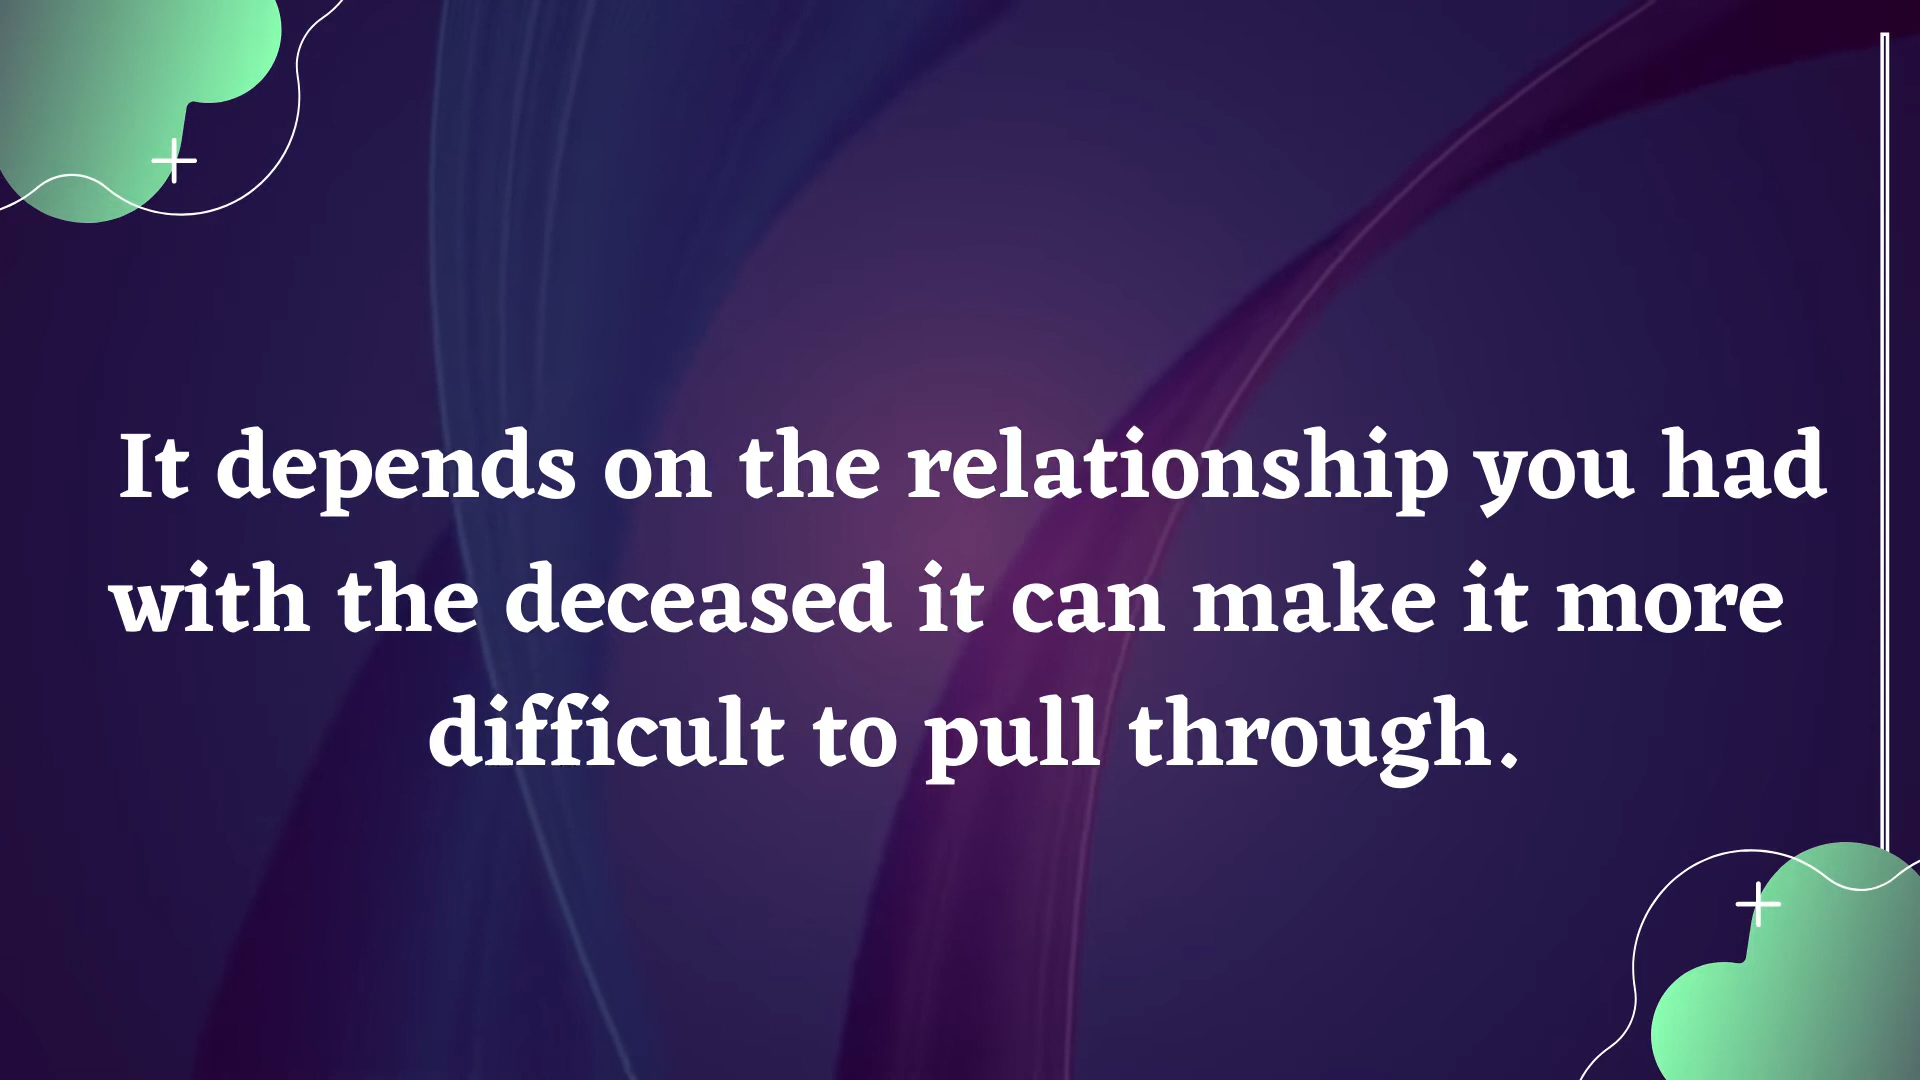 It depends on the relationship you had
with the deceased it can make it more
difficult to pull through.